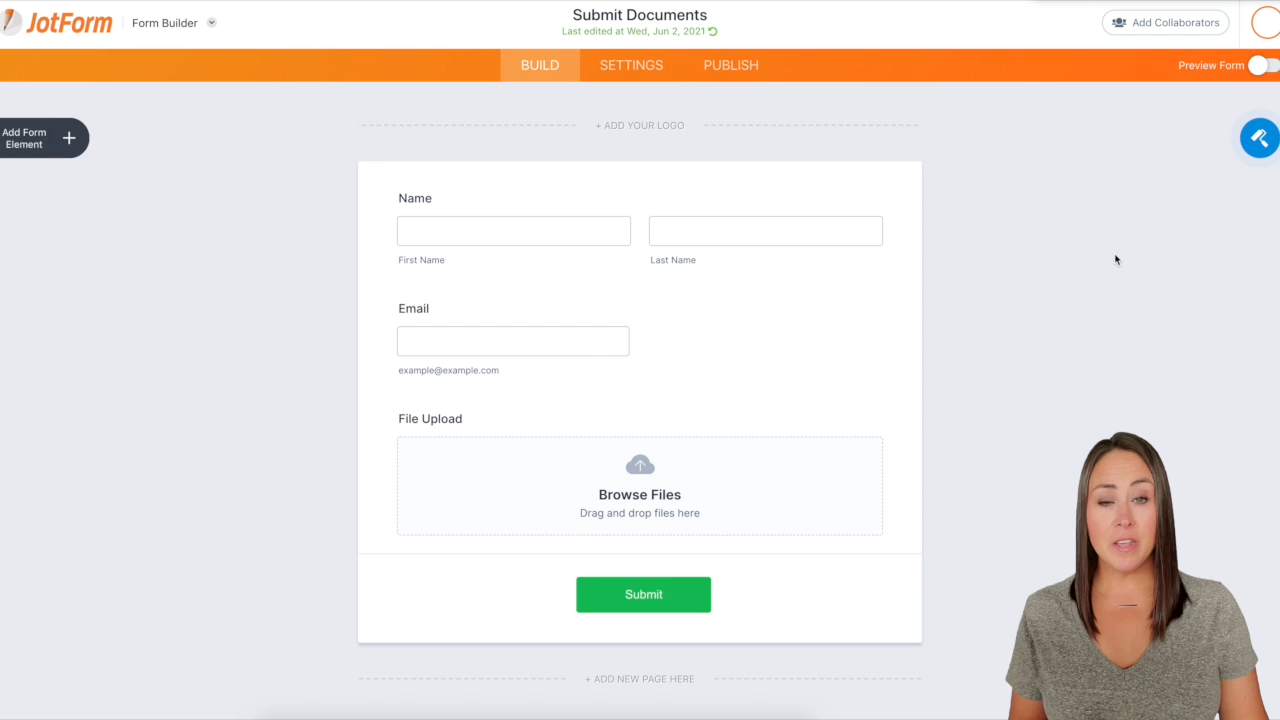 JotForm
Form Builder
Submit Documents
Last edited at Wed, Jun 2, 2021
Add Collaborators
BUILD
SETTINGS
PUBLISH
Preview Form
Add Form
Element
+ ADD YOUR LOGO
Name
First Name
Last Name
Email
example@example.com
File Upload
Browse Files
Drag and drop files here
Submit
+ ADD NEW PAGE HERE